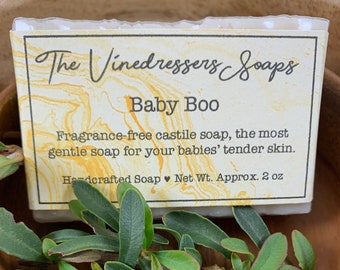 The Vinedressers Soaps
Baby Boo
Fragrance-free castile soap, the most
gentle soap for your babies' tender skin.
Handcrafted Soap ♥ Net Wt. Approx. 2 oz